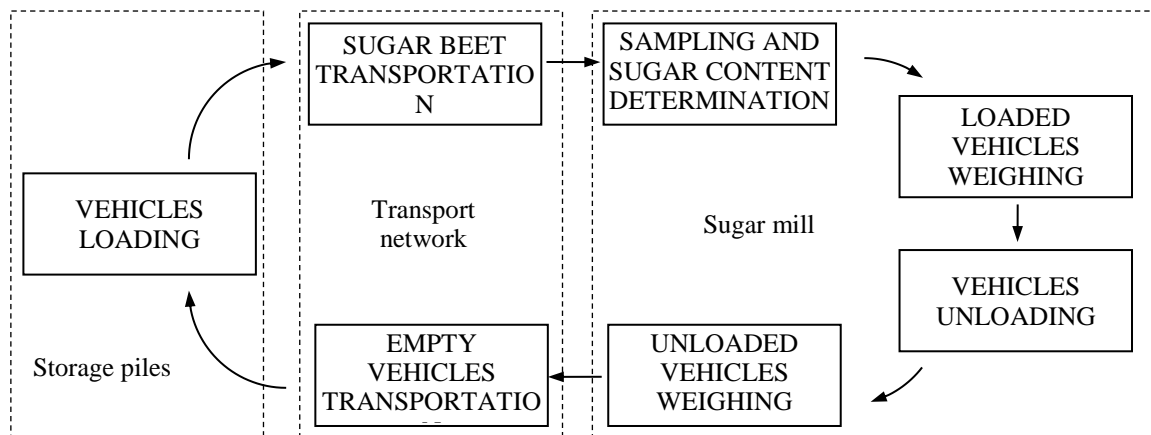 SUGAR BEET
TRANSPORTATIO
N
SAMPLING AND
SUGAR CONTENT
DETERMINATION
LOADED
VEHICLES
WEIGHING
VEHICLES
LOADING
Transport
network
Sugar mill
VEHICLES
UNLOADING
Storage piles
EMPTY
VEHICLES
TRANSPORTATIO
UNLOADED
VEHICLES
WEIGHING